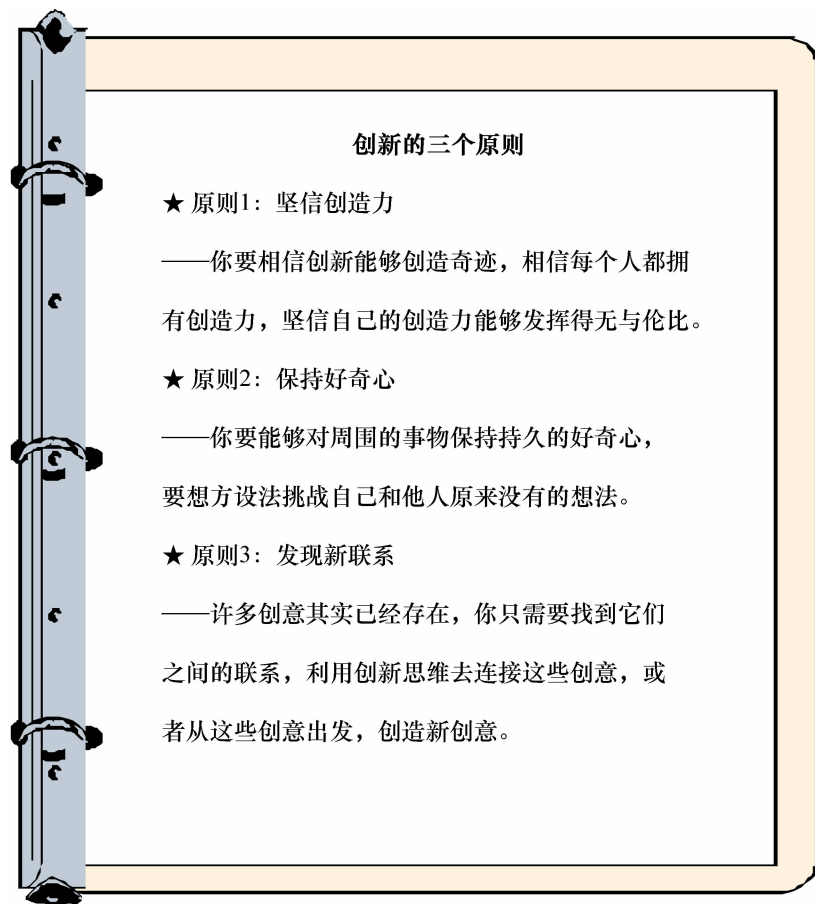 创新的三个原则
★ 原则1：坚信创造力
——你要相信创新能够创造奇迹，相信每个人都拥
有创造力，坚信自己的创造力能够发挥得无与伦比。
★ 原则2：保持好奇心
——你要能够对周围的事物保持持久的好奇心，
要想方设法挑战自己和他人原来没有的想法。
★ 原则3：发现新联系
——许多创意其实已经存在，你只需要找到它们
之间的联系，利用创新思维去连接这些创意，或
者从这些创意出发，创造新创意。